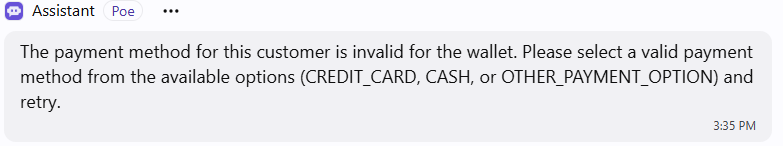 Assistant Poe ...
The payment method for this customer is invalid for the wallet. Please select a valid payment
method from the available options (CREDIT_CARD, CASH, or OTHER_PAYMENT_OPTION) and
retry.
3:35 PM